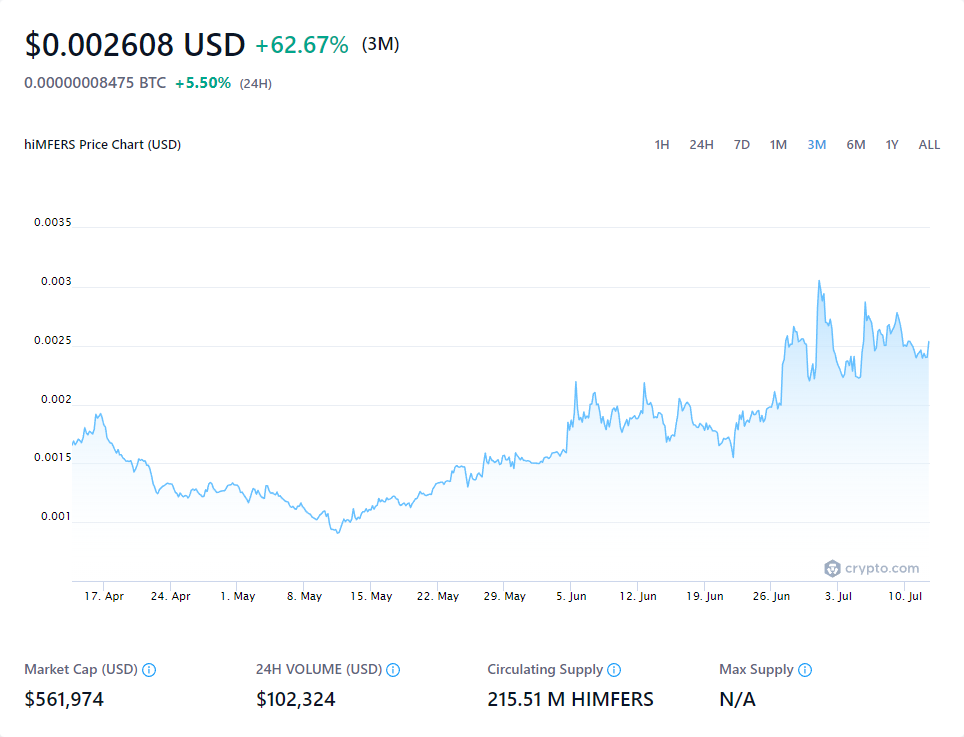 $0.002608 USD +62.67% (3M)
0.00000008475 BTC +5.50% (24H)
hiMFERS Price Chart (USD) 1H 24H 7D 1M 3M 6M 1Y ALL
0.0035
0.003
0.0025
0.002
0.0015
0.001
crypto.com
17. Apr 24. Apr 1. May 8. May 15. May 22. May 29. May 5. Jun 12. Jun 19. Jun 26. Jun 3. Jul 10. Jul
Market Cap (USD) 24H VOLUME (USD) Circulating Supply Max Supply
$561,974 $102,324 215.51 M HIMFERS N/A